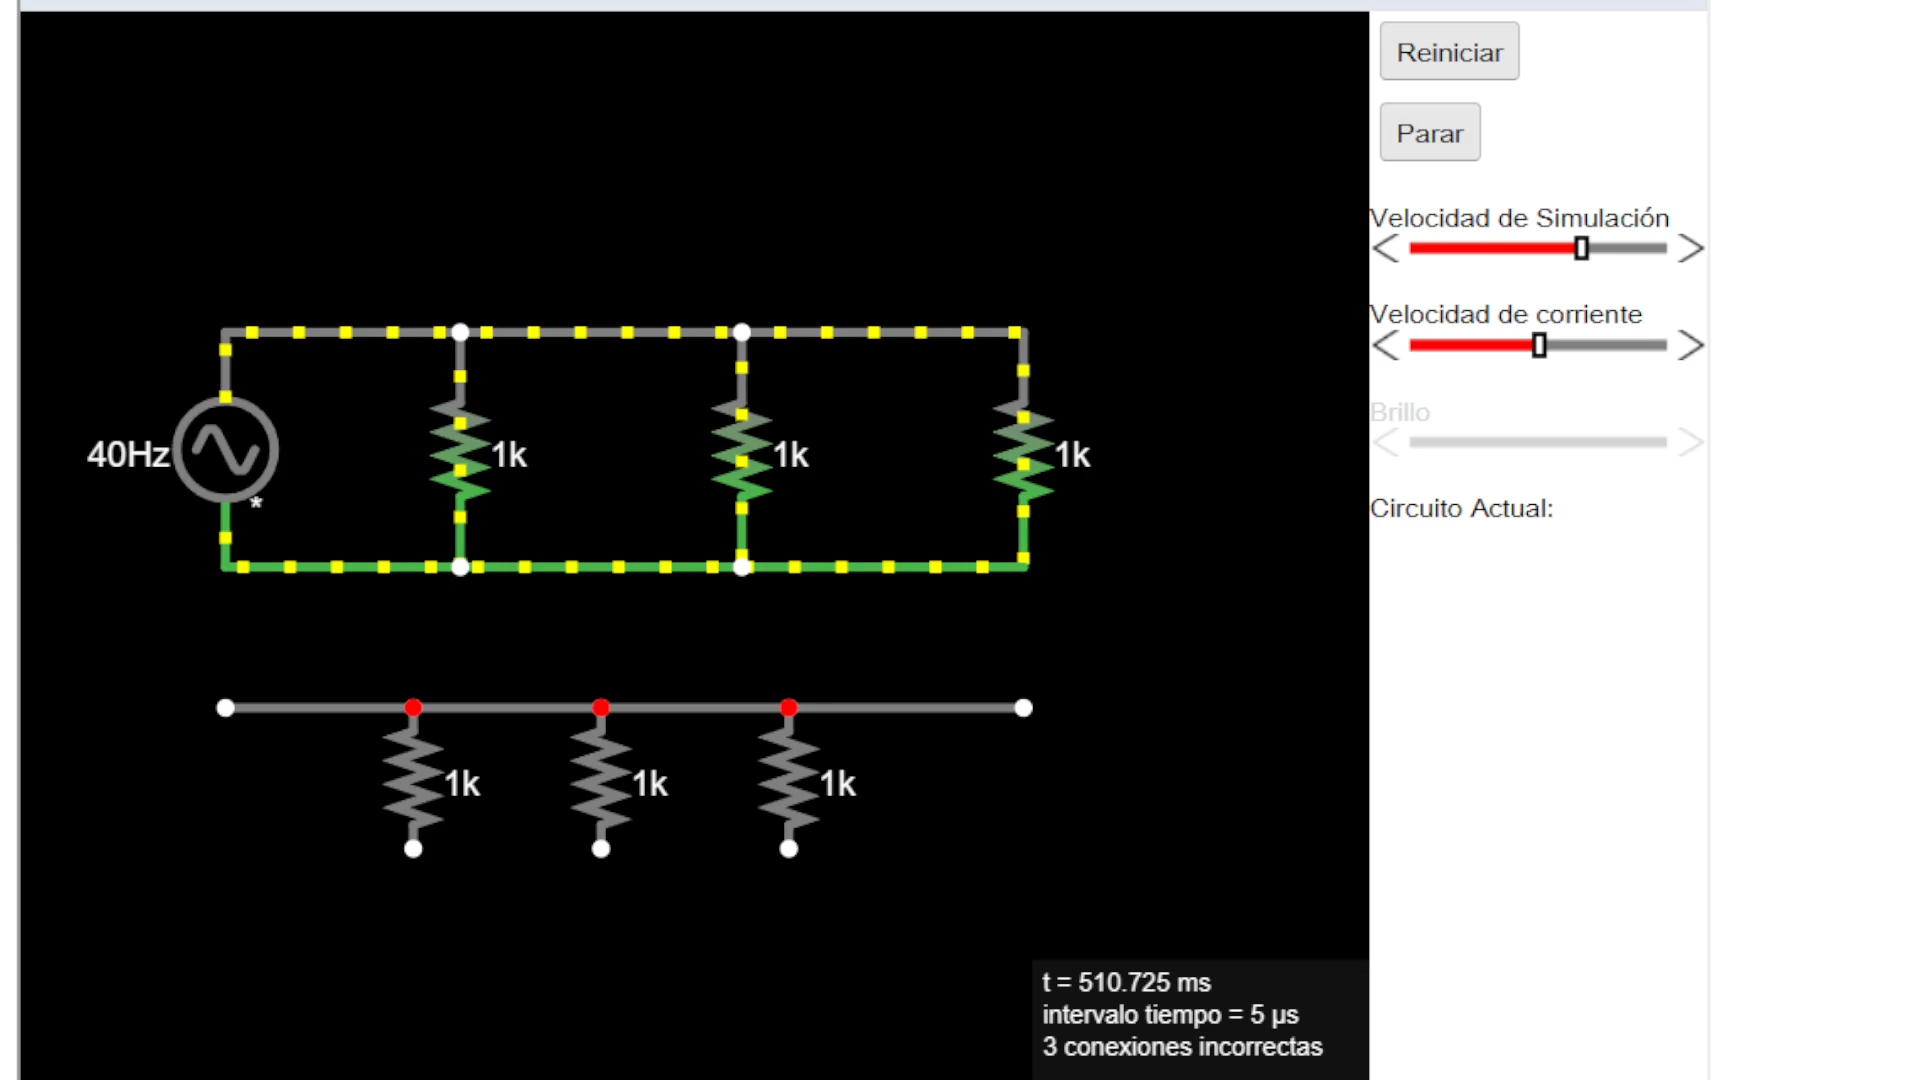 Reiniciar
Parar
Velocidad de Simulación
Velocidad de corriente
Brillo
Circuito Actual:
40Hz
*
1k
1k
1k
1k
1k
1k
t = 510.725 ms
intervalo tiempo = 5 µs
3 conexiones incorrectas